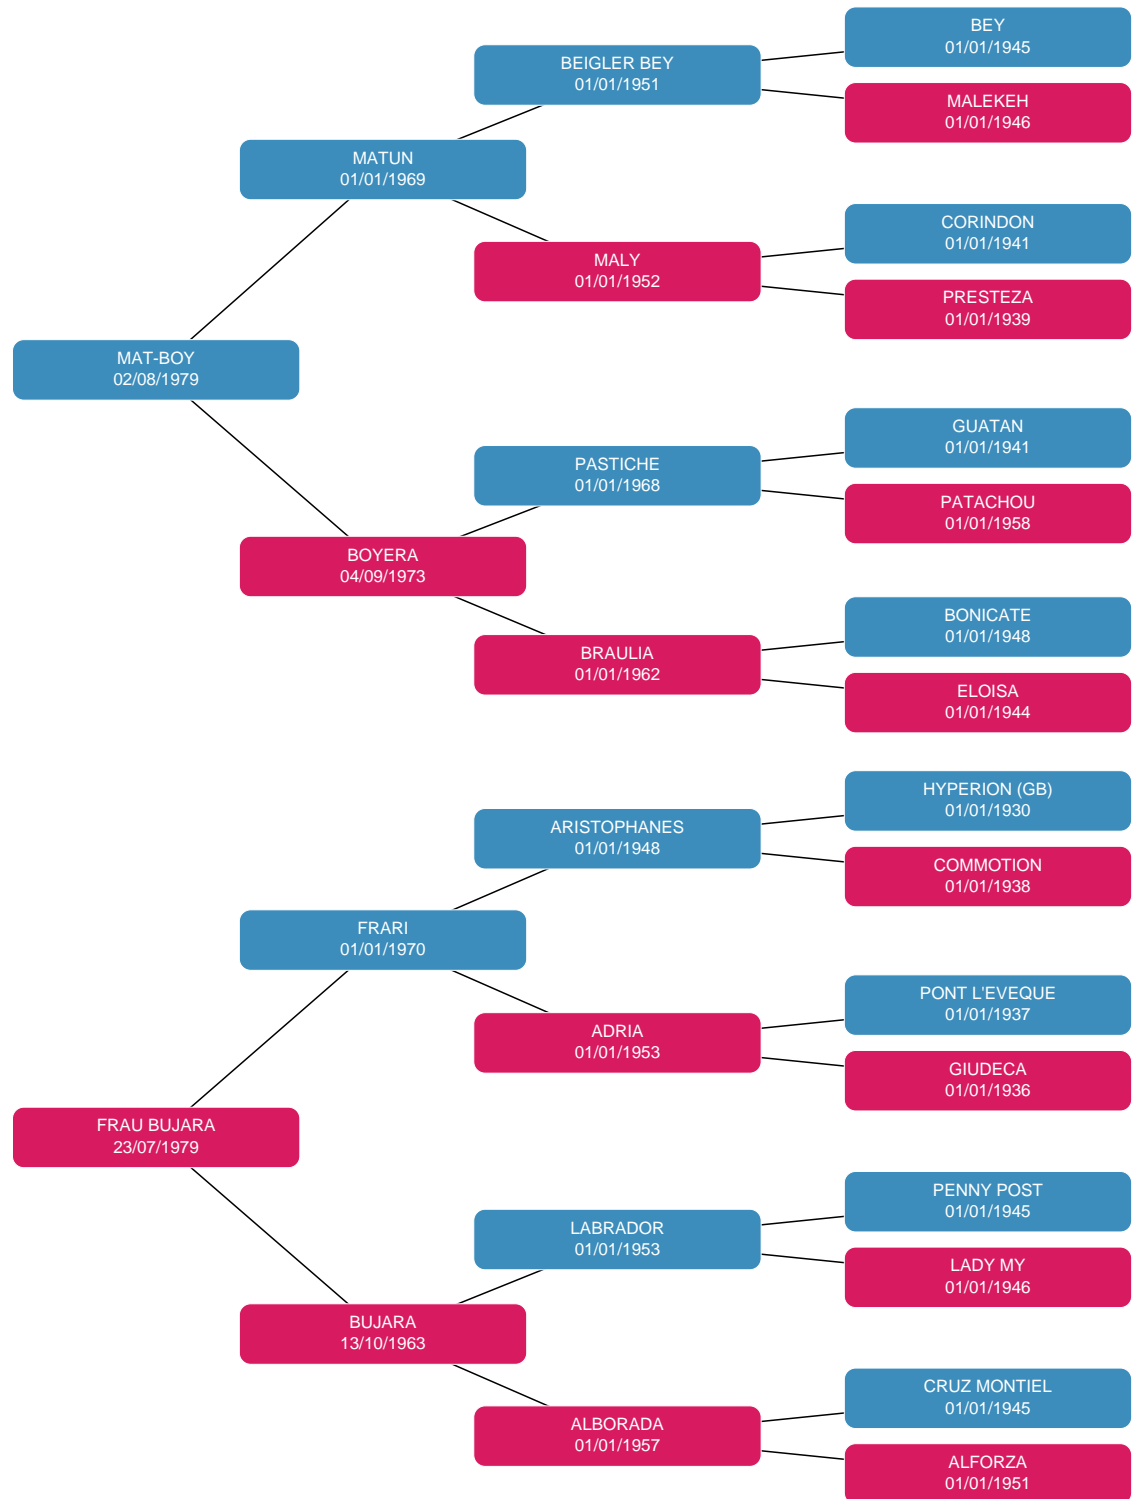 BEY
01/01/1945
BEIGLER BEY
01/01/1951
MALEKEH
01/01/1946
MATUN
01/01/1969
CORINDON
01/01/1941
MALY
01/01/1952
PRESTEZA
01/01/1939
MAT-BOY
02/08/1979
GUATAN
01/01/1941
PASTICHE
01/01/1968
PATACHOU
01/01/1958
BOYERA
04/09/1973
BONICATE
01/01/1948
BRAULIA
01/01/1962
ELOISA
01/01/1944
HYPERION (GB)
01/01/1930
ARISTOPHANES
01/01/1948
COMMOTION
01/01/1938
FRARI
01/01/1970
PONT L'EVEQUE
01/01/1937
ADRIA
01/01/1953
GIUDECA
01/01/1936
FRAU BUJARA
23/07/1979
PENNY POST
01/01/1945
LABRADOR
01/01/1953
LADY MY
01/01/1946
BUJARA
13/10/1963
CRUZ MONTIEL
01/01/1945
ALBORADA
01/01/1957
ALFORZA
01/01/1951